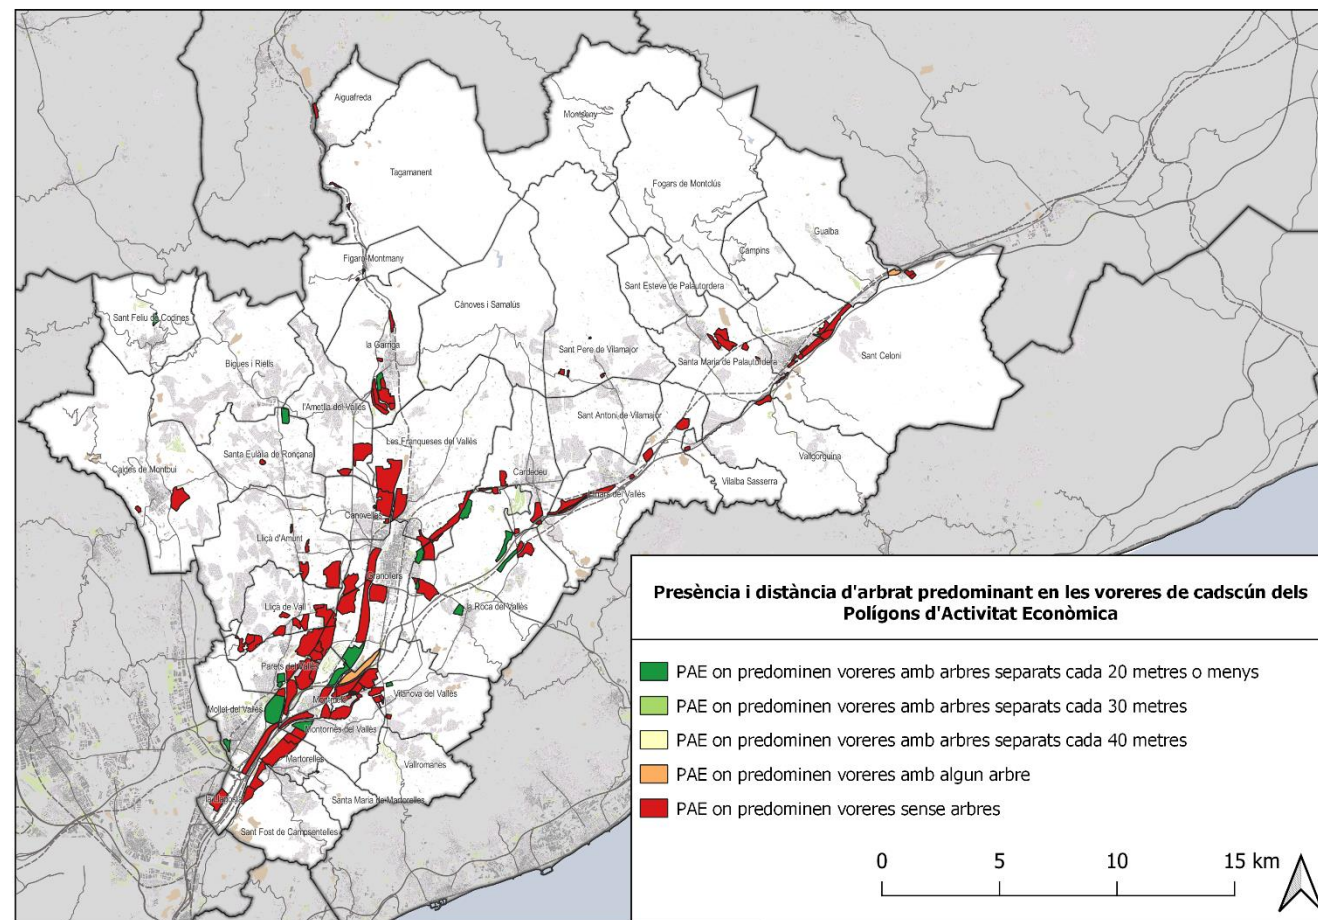 Aiguafreda
Montseny
Tagamanent
Fogars de Montclús
Gualba
Campins
Figaró-Montmany
Sant Esteve de Palautordera
Cànoves i Samalús
Sant Feliu de Codines
la Garriga
Sant Pere de Vilamajor
Santa Maria de Palautordera
Sant Celoni
Bigues i Riells
l'Ametlla del Vallès
Sant Antoni de Vilamajor
Les Franqueses del Vallès
Santa Eulàlia de Ronçana
Vallgorguina
Caldes de Montbui
Cardedeu
Vilalba Sasserra
Llinars del Vallès
Canovelles
Lliçà d'Amunt
Granollers
Lliçà de Vall
la Roca del Vallès
Parets del Vallès
Vilanova del Vallès
Montmeló
Mollet del Vallès
Montornès del Vallès
Martorelles
Vallromanes
Santa Maria de Martorelles
Sant Fost de Campsentelles
Presència i distància d'arbrat predominant en les voreres de cadscún dels
Polígons d'Activitat Econòmica
PAE on predominen voreres amb arbres separats cada 20 metres o menys
PAE on predominen voreres amb arbres separats cada 30 metres
PAE on predominen voreres amb arbres separats cada 40 metres
PAE on predominen voreres amb algun arbre
PAE on predominen voreres sense arbres
0 5 10 15 km